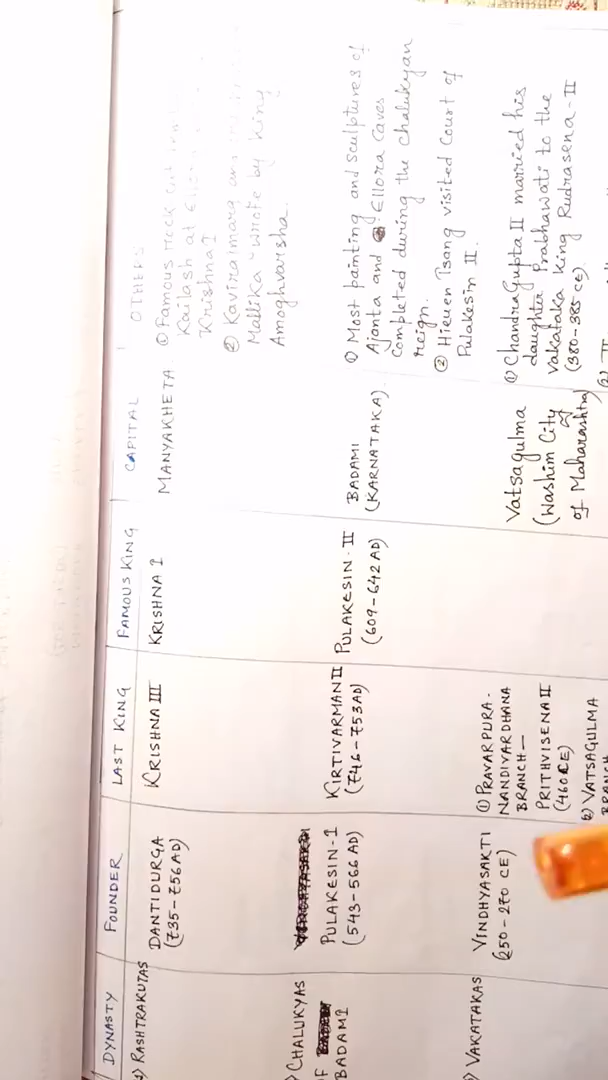 DYNASTY
FOUNDER
LAST KING
FAMOUS KING
CAPITAL
OTHERS
1) RASHTRAKUTAS
DANTIDURGA
(735-756AD)
KRISHNA III
KRISHNA I
MANYAKHETA
① Famous rock cut
Kailash at
Krishna I
② Kavirajmarg
Mallika - wrote by King
Amoghvarsha.
) CHALUKYAS
OF
BADAMI
PULAKESIN-1
(543-566 AD)
KIRTIVARMAN II
(746-753AD)
PULAKESIN-II
(609-642 AD)
BADAMI
(KARNATAKA)
① Most painting and sculptures of
Ajanta and Ellora Caves
completed during the Chalukyan
reign.
② Hieuen Tsang visited Court of
Pulakesin II.
) VAKATAKAS
VINDHYASAKTI
(250-270 CE)
① PRAVARPURA-
NANDIVARDHANA
BRANCH-
PRITHVISENA II
(460CE)
b) VATSAGULMA
BRANCH
Vatsagulma
(Washim City
of Maharashtra)
① ChandraGupta II married his
daughter Prabhawati to the
vakataka King Rudrasena-II
(380-385 CE)